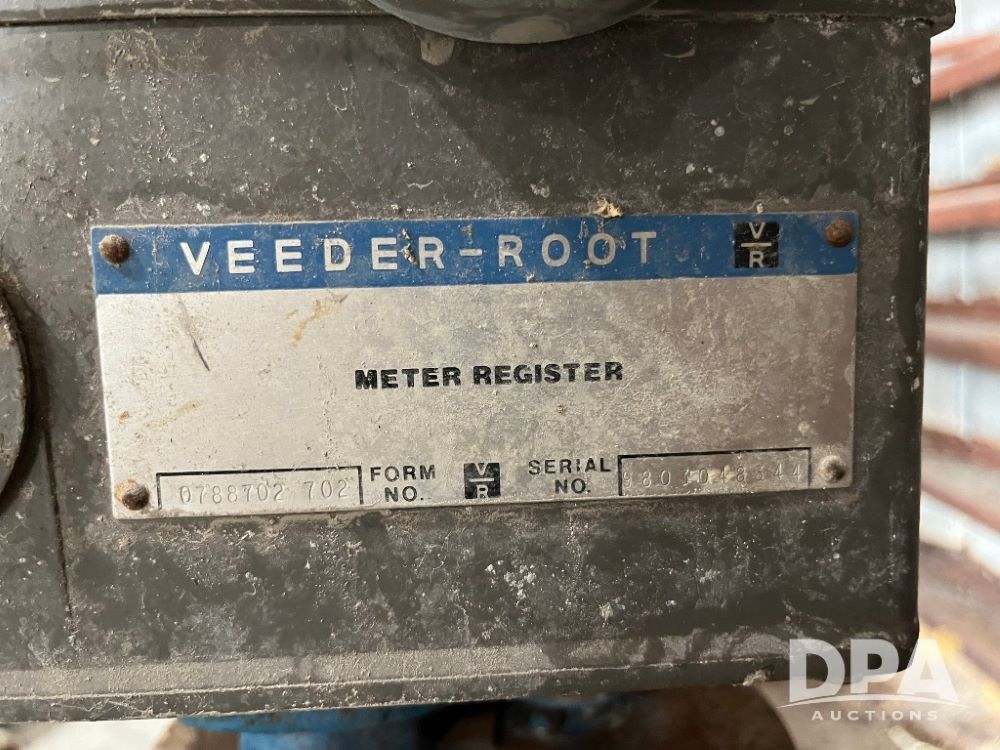 VEEDER-ROOT V R
METER REGISTER
0788702 702 FORM NO. V R SERIAL NO.
DPA
AUCTIONS